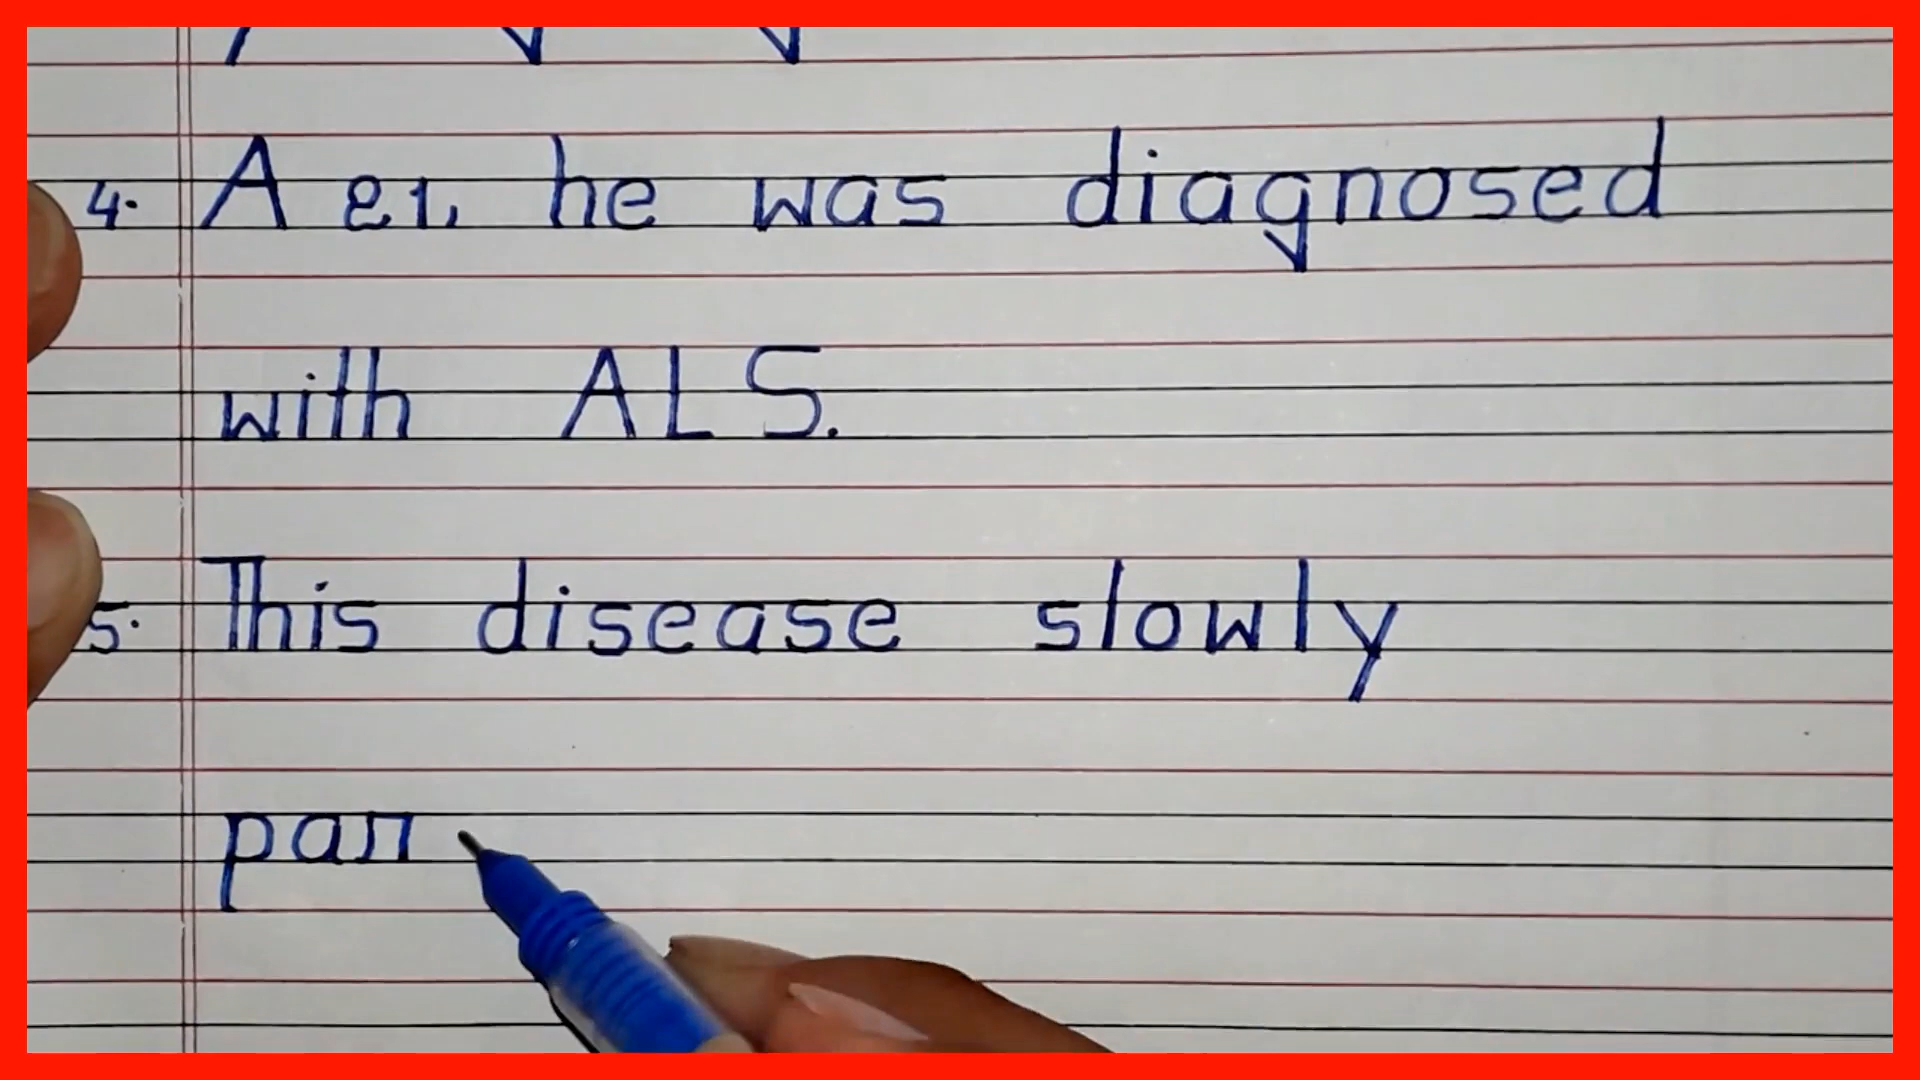 4. A 21, he was diagnosed
with ALS.
5. This disease slowly
par